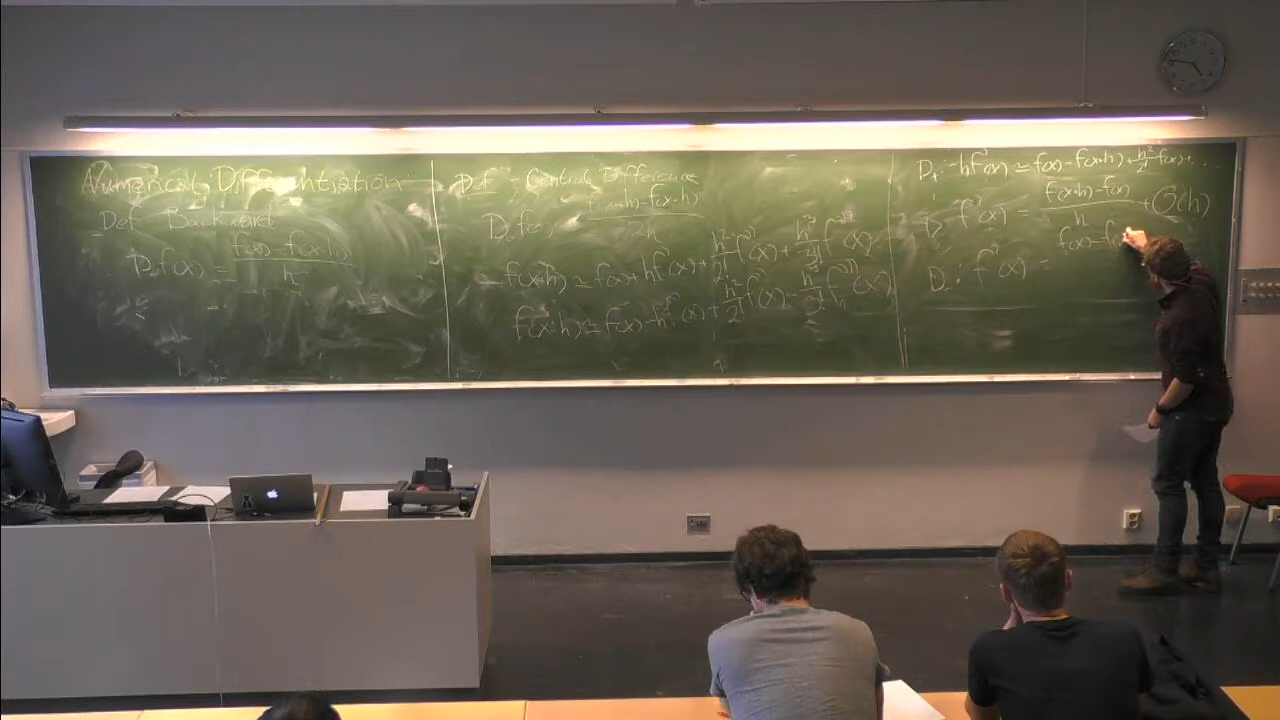 Numerical Differentiation
Def - Backward
D₋f(x) = (f(x) - f(x-h))/h
Def - Central Difference
D₀f(x) = (f(x+h) - f(x-h))/2h
f(x+h) ≃ f(x) + hf'(x) + h²/2! f''(x) + h³/3! f'''(x)
f(x-h) ≃ f(x) - hf'(x) + h²/2! f''(x) - h³/3! f'''(x)
D₊: -hf'(x) ≃ f(x) - f(x+h) + h²/2! f''(x) + ...
D₊ f'(x) = (f(x+h) - f(x))/h + O(h)
D₋: f'(x) = f(x) - f